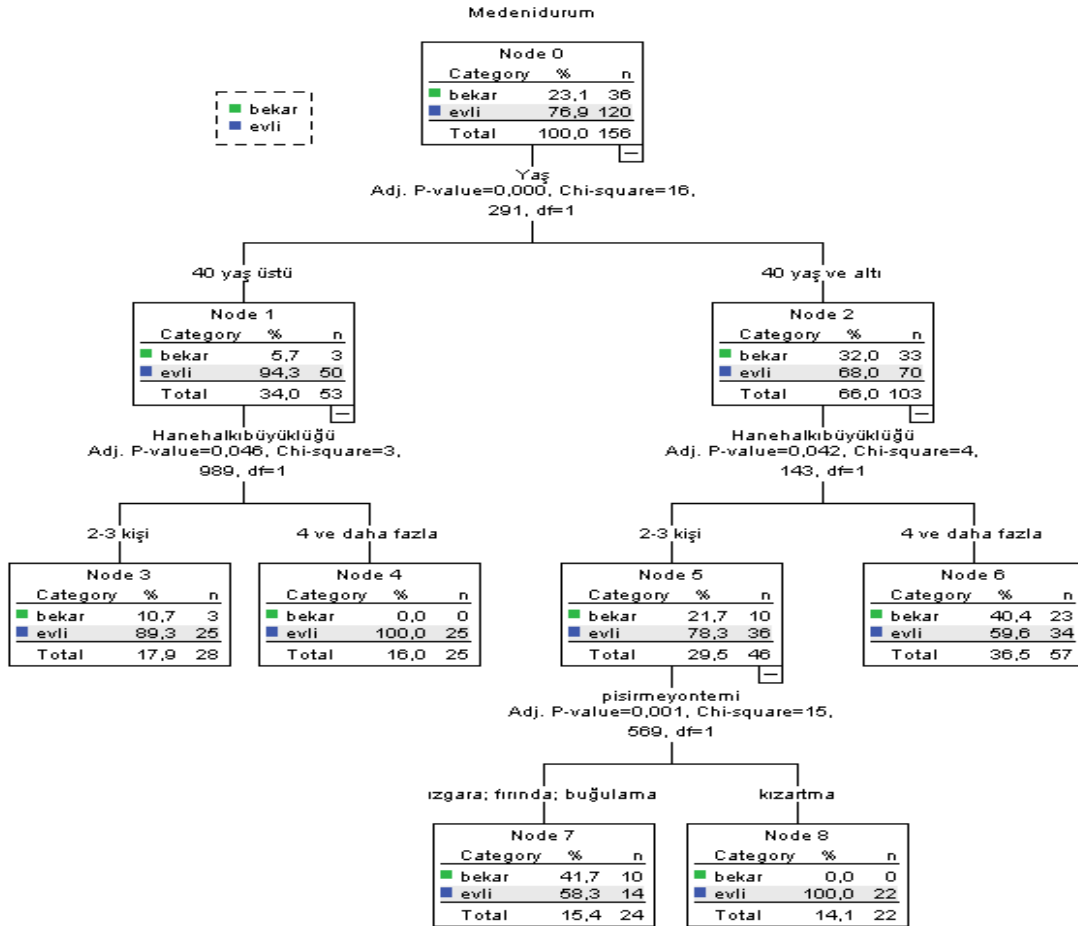 Medenidurum
bekar
evli
Node 0
Category % n
bekar 23,1 36
evli 76,9 120
Total 100,0 156
Yaş
Adj. P-value=0,000, Chi-square=16,
291, df=1
40 yaş üstü
40 yaş ve altı
Node 1
Category % n
bekar 5,7 3
evli 94,3 50
Total 34,0 53
Node 2
Category % n
bekar 32,0 33
evli 68,0 70
Total 66,0 103
Hanehalkıbüyüklüğü
Adj. P-value=0,046, Chi-square=3,
989, df=1
Hanehalkıbüyüklüğü
Adj. P-value=0,042, Chi-square=4,
143, df=1
2-3 kişi
4 ve daha fazla
2-3 kişi
4 ve daha fazla
Node 3
Category % n
bekar 10,7 3
evli 89,3 25
Total 17,9 28
Node 4
Category % n
bekar 0,0 0
evli 100,0 25
Total 16,0 25
Node 5
Category % n
bekar 21,7 10
evli 78,3 36
Total 29,5 46
Node 6
Category % n
bekar 40,4 23
evli 59,6 34
Total 36,5 57
pisirmeyontemi
Adj. P-value=0,001, Chi-square=15,
569, df=1
ızgara; fırında; buğulama
kızartma
Node 7
Category % n
bekar 41,7 10
evli 58,3 14
Total 15,4 24
Node 8
Category % n
bekar 0,0 0
evli 100,0 22
Total 14,1 22